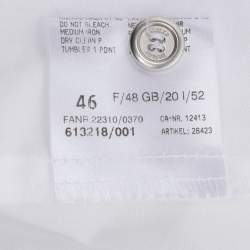 DO NOT BLEACH
MEDIUM IRON
DRY CLEAN P
TUMBLER 1 POINT
46 F/48 GB/20 I/52
FANR.22310/0370 CA-NR. 12413
613218/001 ARTIKEL: 26423